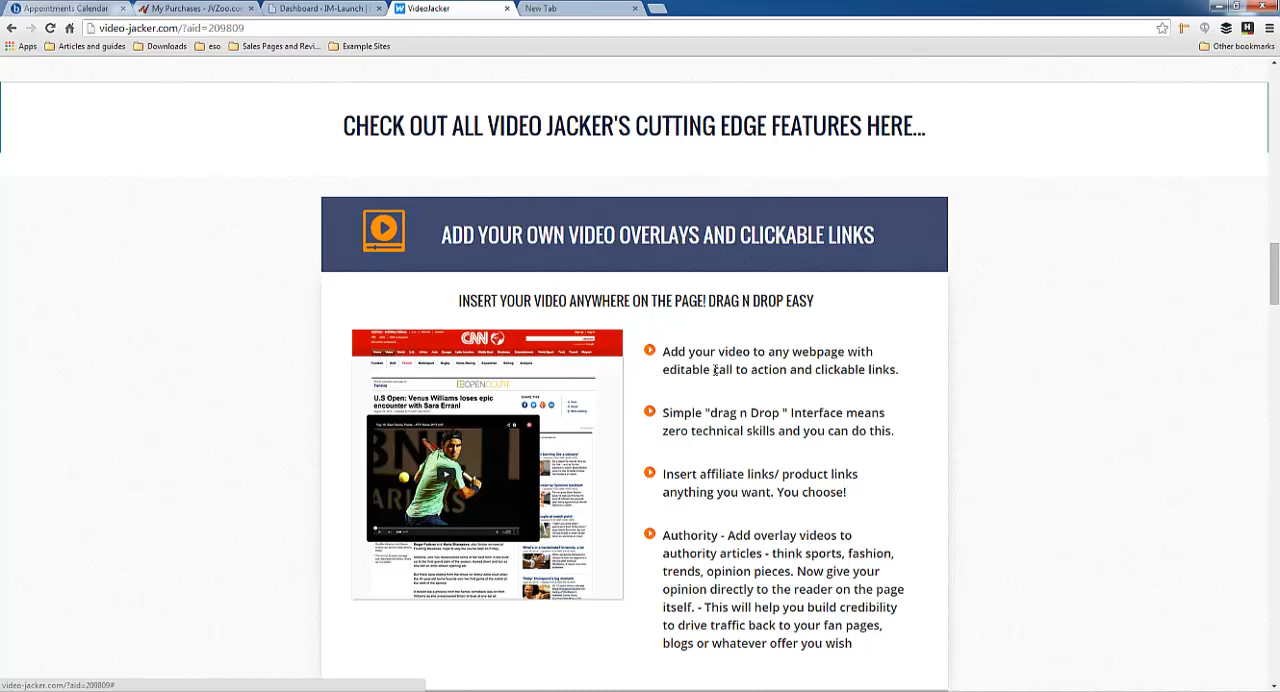 Appointments Calendar
My Purchases - JVZoo.co
Dashboard - IM-Launch |
VideoJacker
New Tab
video-jacker.com/?aid=209809
Apps
Articles and guides
Downloads
eso
Sales Pages and Revi...
Example Sites
Other bookmarks
CHECK OUT ALL VIDEO JACKER'S CUTTING EDGE FEATURES HERE...
ADD YOUR OWN VIDEO OVERLAYS AND CLICKABLE LINKS
INSERT YOUR VIDEO ANYWHERE ON THE PAGE! DRAG N DROP EASY
CNN
OPENCOURT
U.S Open: Venus Williams loses epic
encounter with Sara Errani
Add your video to any webpage with
editable call to action and clickable links.
Simple "drag n Drop " Interface means
zero technical skills and you can do this.
Insert affiliate links/ product links
anything you want. You choose!
Authority - Add overlay videos to
authority articles - think sports, fashion,
trends, opinion pieces. Now give your
opinion directly to the reader on the page
itself. - This will help you build credibility
to drive traffic back to your fan pages,
blogs or whatever offer you wish
video-jacker.com/?aid=209809#